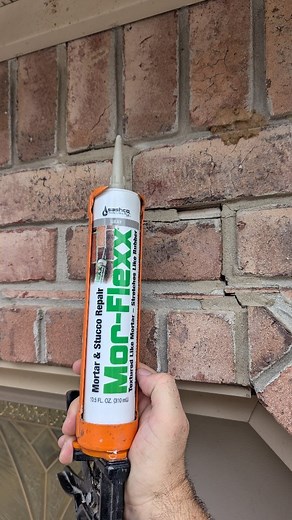 sashco
Mortar & Stucco Repair
Mor-Flexx
Textured Like Mortar – Stretches Like Rubber
10.5 FL. OZ. (310 mL)